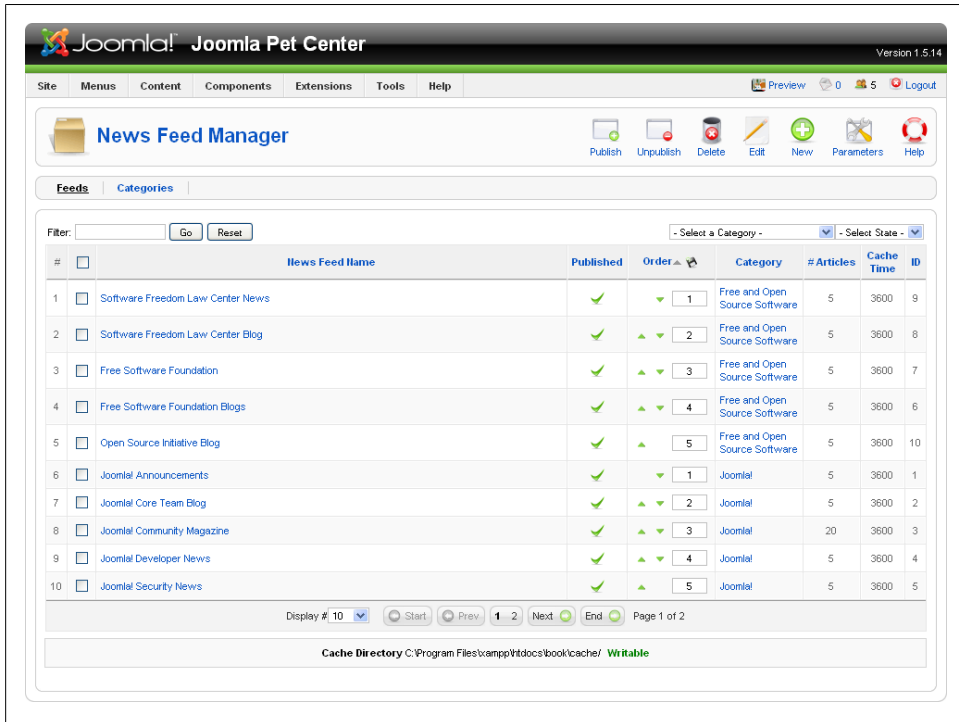 Joomla!™ Joomla Pet Center
Version 1.5.14
Site Menus Content Components Extensions Tools Help Preview 0 5 Logout
News Feed Manager
Publish Unpublish Delete Edit New Parameters Help
Feeds Categories
Filter: Go Reset - Select a Category - - Select State -
# News Feed Name Published Order Category # Articles Cache Time ID
1 Software Freedom Law Center News 1 Free and Open Source Software 5 3600 9
2 Software Freedom Law Center Blog 2 Free and Open Source Software 5 3600 8
3 Free Software Foundation 3 Free and Open Source Software 5 3600 7
4 Free Software Foundation Blogs 4 Free and Open Source Software 5 3600 6
5 Open Source Initiative Blog 5 Free and Open Source Software 5 3600 10
6 Joomla! Announcements 1 Joomla! 5 3600 1
7 Joomla! Core Team Blog 2 Joomla! 5 3600 2
8 Joomla! Community Magazine 3 Joomla! 20 3600 3
9 Joomla! Developer News 4 Joomla! 5 3600 4
10 Joomla! Security News 5 Joomla! 5 3600 5
Display # 10 Start Prev 1 2 Next End Page 1 of 2
Cache Directory C:\Program Files\xampp\htdocs\book\cache/ Writable